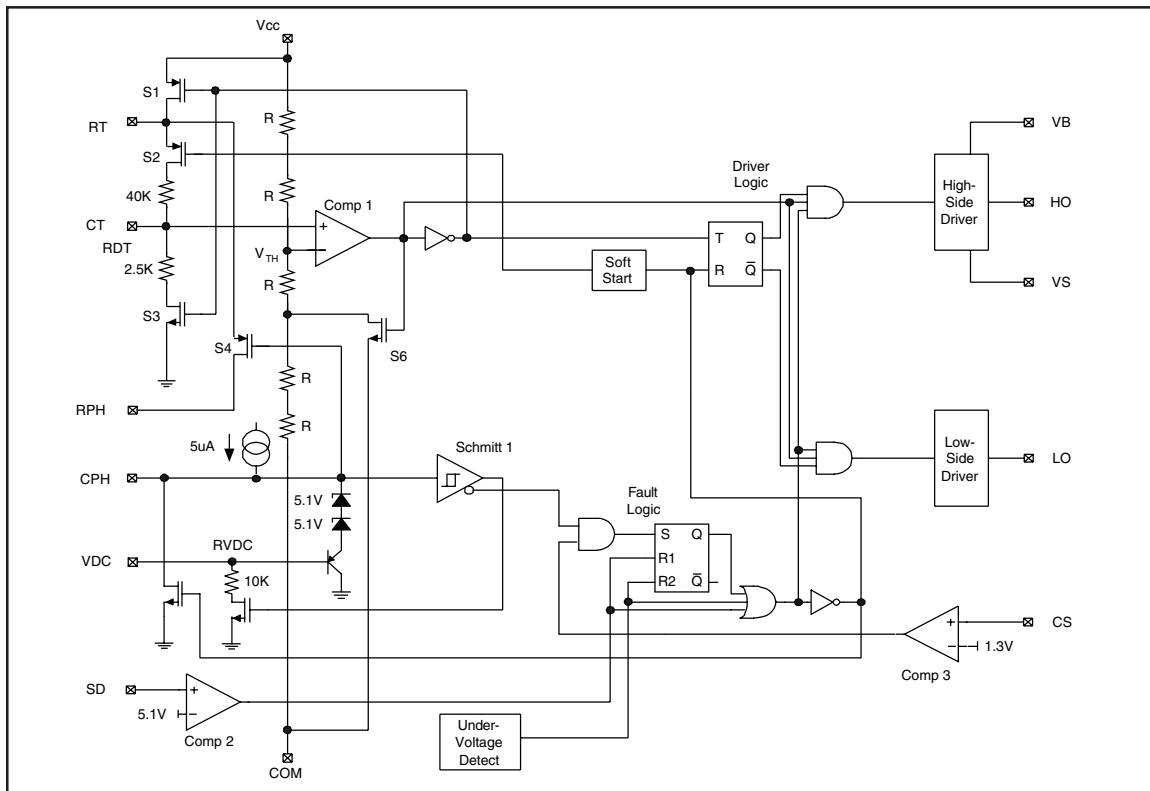 Vcc
S1
R
RT
VB
S2
Driver
Logic
High-
Side
Driver
40K
R
Comp 1
HO
CT
+
RDT
T Q
VTH
−
Soft
Start
R Q̅
2.5K
R
VS
S3
S4
S6
R
RPH
R
5uA
Schmitt 1
Low-
Side
Driver
LO
CPH
5.1V
Fault
Logic
5.1V
S Q
RVDC
VDC
R1
10K
R2 Q̅
+
CS
−
1.3V
Comp 3
SD
+
5.1V
−
Comp 2
Under-
Voltage
Detect
COM